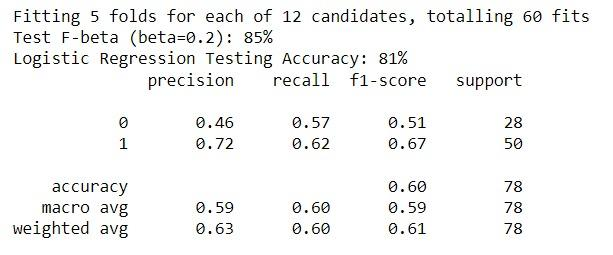 Fitting 5 folds for each of 12 candidates, totalling 60 fits
Test F-beta (beta=0.2): 85%
Logistic Regression Testing Accuracy: 81%
precision recall f1-score support
0 0.46 0.57 0.51 28
1 0.72 0.62 0.67 50
accuracy 0.60 78
macro avg 0.59 0.60 0.59 78
weighted avg 0.63 0.60 0.61 78